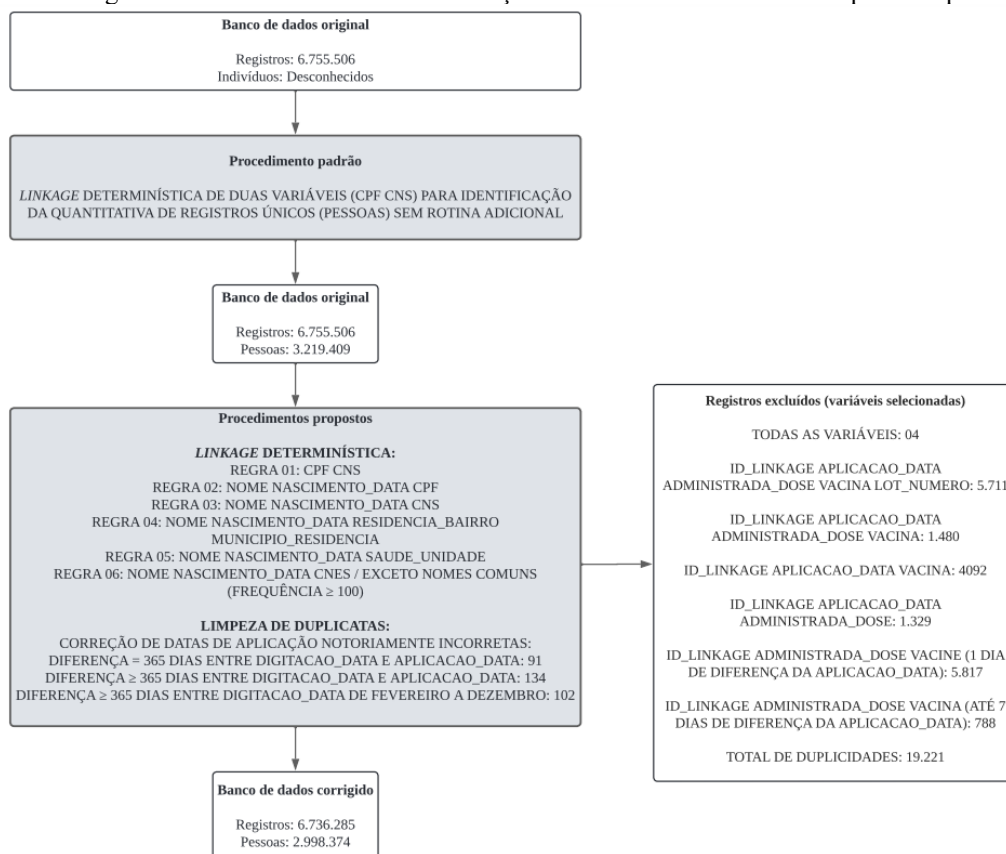 Banco de dados original
Registros: 6.755.506
Indivíduos: Desconhecidos
Procedimento padrão
LINKAGE DETERMINÍSTICA DE DUAS VARIÁVEIS (CPF CNS) PARA IDENTIFICAÇÃO
DA QUANTITATIVA DE REGISTROS ÚNICOS (PESSOAS) SEM ROTINA ADICIONAL
Banco de dados original
Registros: 6.755.506
Pessoas: 3.219.409
Procedimentos propostos
LINKAGE DETERMINÍSTICA:
REGRA 01: CPF CNS
REGRA 02: NOME NASCIMENTO_DATA CPF
REGRA 03: NOME NASCIMENTO_DATA CNS
REGRA 04: NOME NASCIMENTO_DATA RESIDENCIA_BAIRRO
MUNICIPIO_RESIDENCIA
REGRA 05: NOME NASCIMENTO_DATA SAUDE_UNIDADE
REGRA 06: NOME NASCIMENTO_DATA CNES / EXCETO NOMES COMUNS
(FREQUÊNCIA ≥ 100)
LIMPEZA DE DUPLICATAS:
CORREÇÃO DE DATAS DE APLICAÇÃO NOTORIAMENTE INCORRETAS:
DIFERENÇA = 365 DIAS ENTRE DIGITACAO_DATA E APLICACAO_DATA: 91
DIFERENÇA ≥ 365 DIAS ENTRE DIGITACAO_DATA E APLICACAO_DATA: 134
DIFERENÇA ≥ 365 DIAS ENTRE DIGITACAO_DATA DE FEVEREIRO A DEZEMBRO: 102
Registros excluídos (variáveis selecionadas)
TODAS AS VARIÁVEIS: 04
ID_LINKAGE APLICACAO_DATA
ADMINISTRADA_DOSE VACINA LOT_NUMERO: 5.711
ID_LINKAGE APLICACAO_DATA
ADMINISTRADA_DOSE VACINA: 1.480
ID_LINKAGE APLICACAO_DATA VACINA: 4092
ID_LINKAGE APLICACAO_DATA
ADMINISTRADA_DOSE: 1.329
ID_LINKAGE ADMINISTRADA_DOSE VACINE (1 DIA
DE DIFERENÇA DA APLICACAO_DATA): 5.817
ID_LINKAGE ADMINISTRADA_DOSE VACINA (ATÉ 7
DIAS DE DIFERENÇA DA APLICACAO_DATA): 788
TOTAL DE DUPLICIDADES: 19.221
Banco de dados corrigido
Registros: 6.736.285
Pessoas: 2.998.374